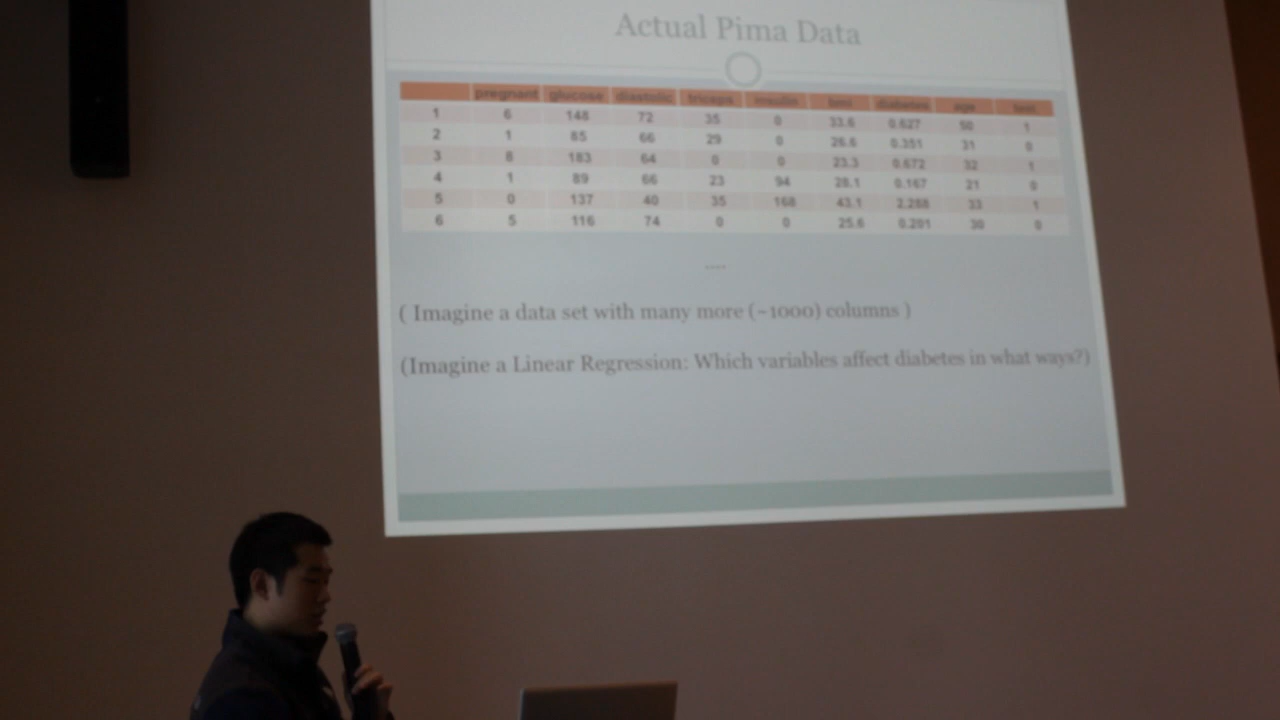 Actual Pima Data
pregnant glucose diastolic triceps insulin bmi diabetes age test
1 6 148 72 35 0 33.6 0.627 50 1
2 1 85 66 29 0 26.6 0.351 31 0
3 8 183 64 0 0 23.3 0.672 32 1
4 1 89 66 23 94 28.1 0.167 21 0
5 0 137 40 35 168 43.1 2.288 33 1
6 5 116 74 0 0 25.6 0.201 30 0
....
( Imagine a data set with many more (~1000) columns )
(Imagine a Linear Regression: Which variables affect diabetes in what ways?)